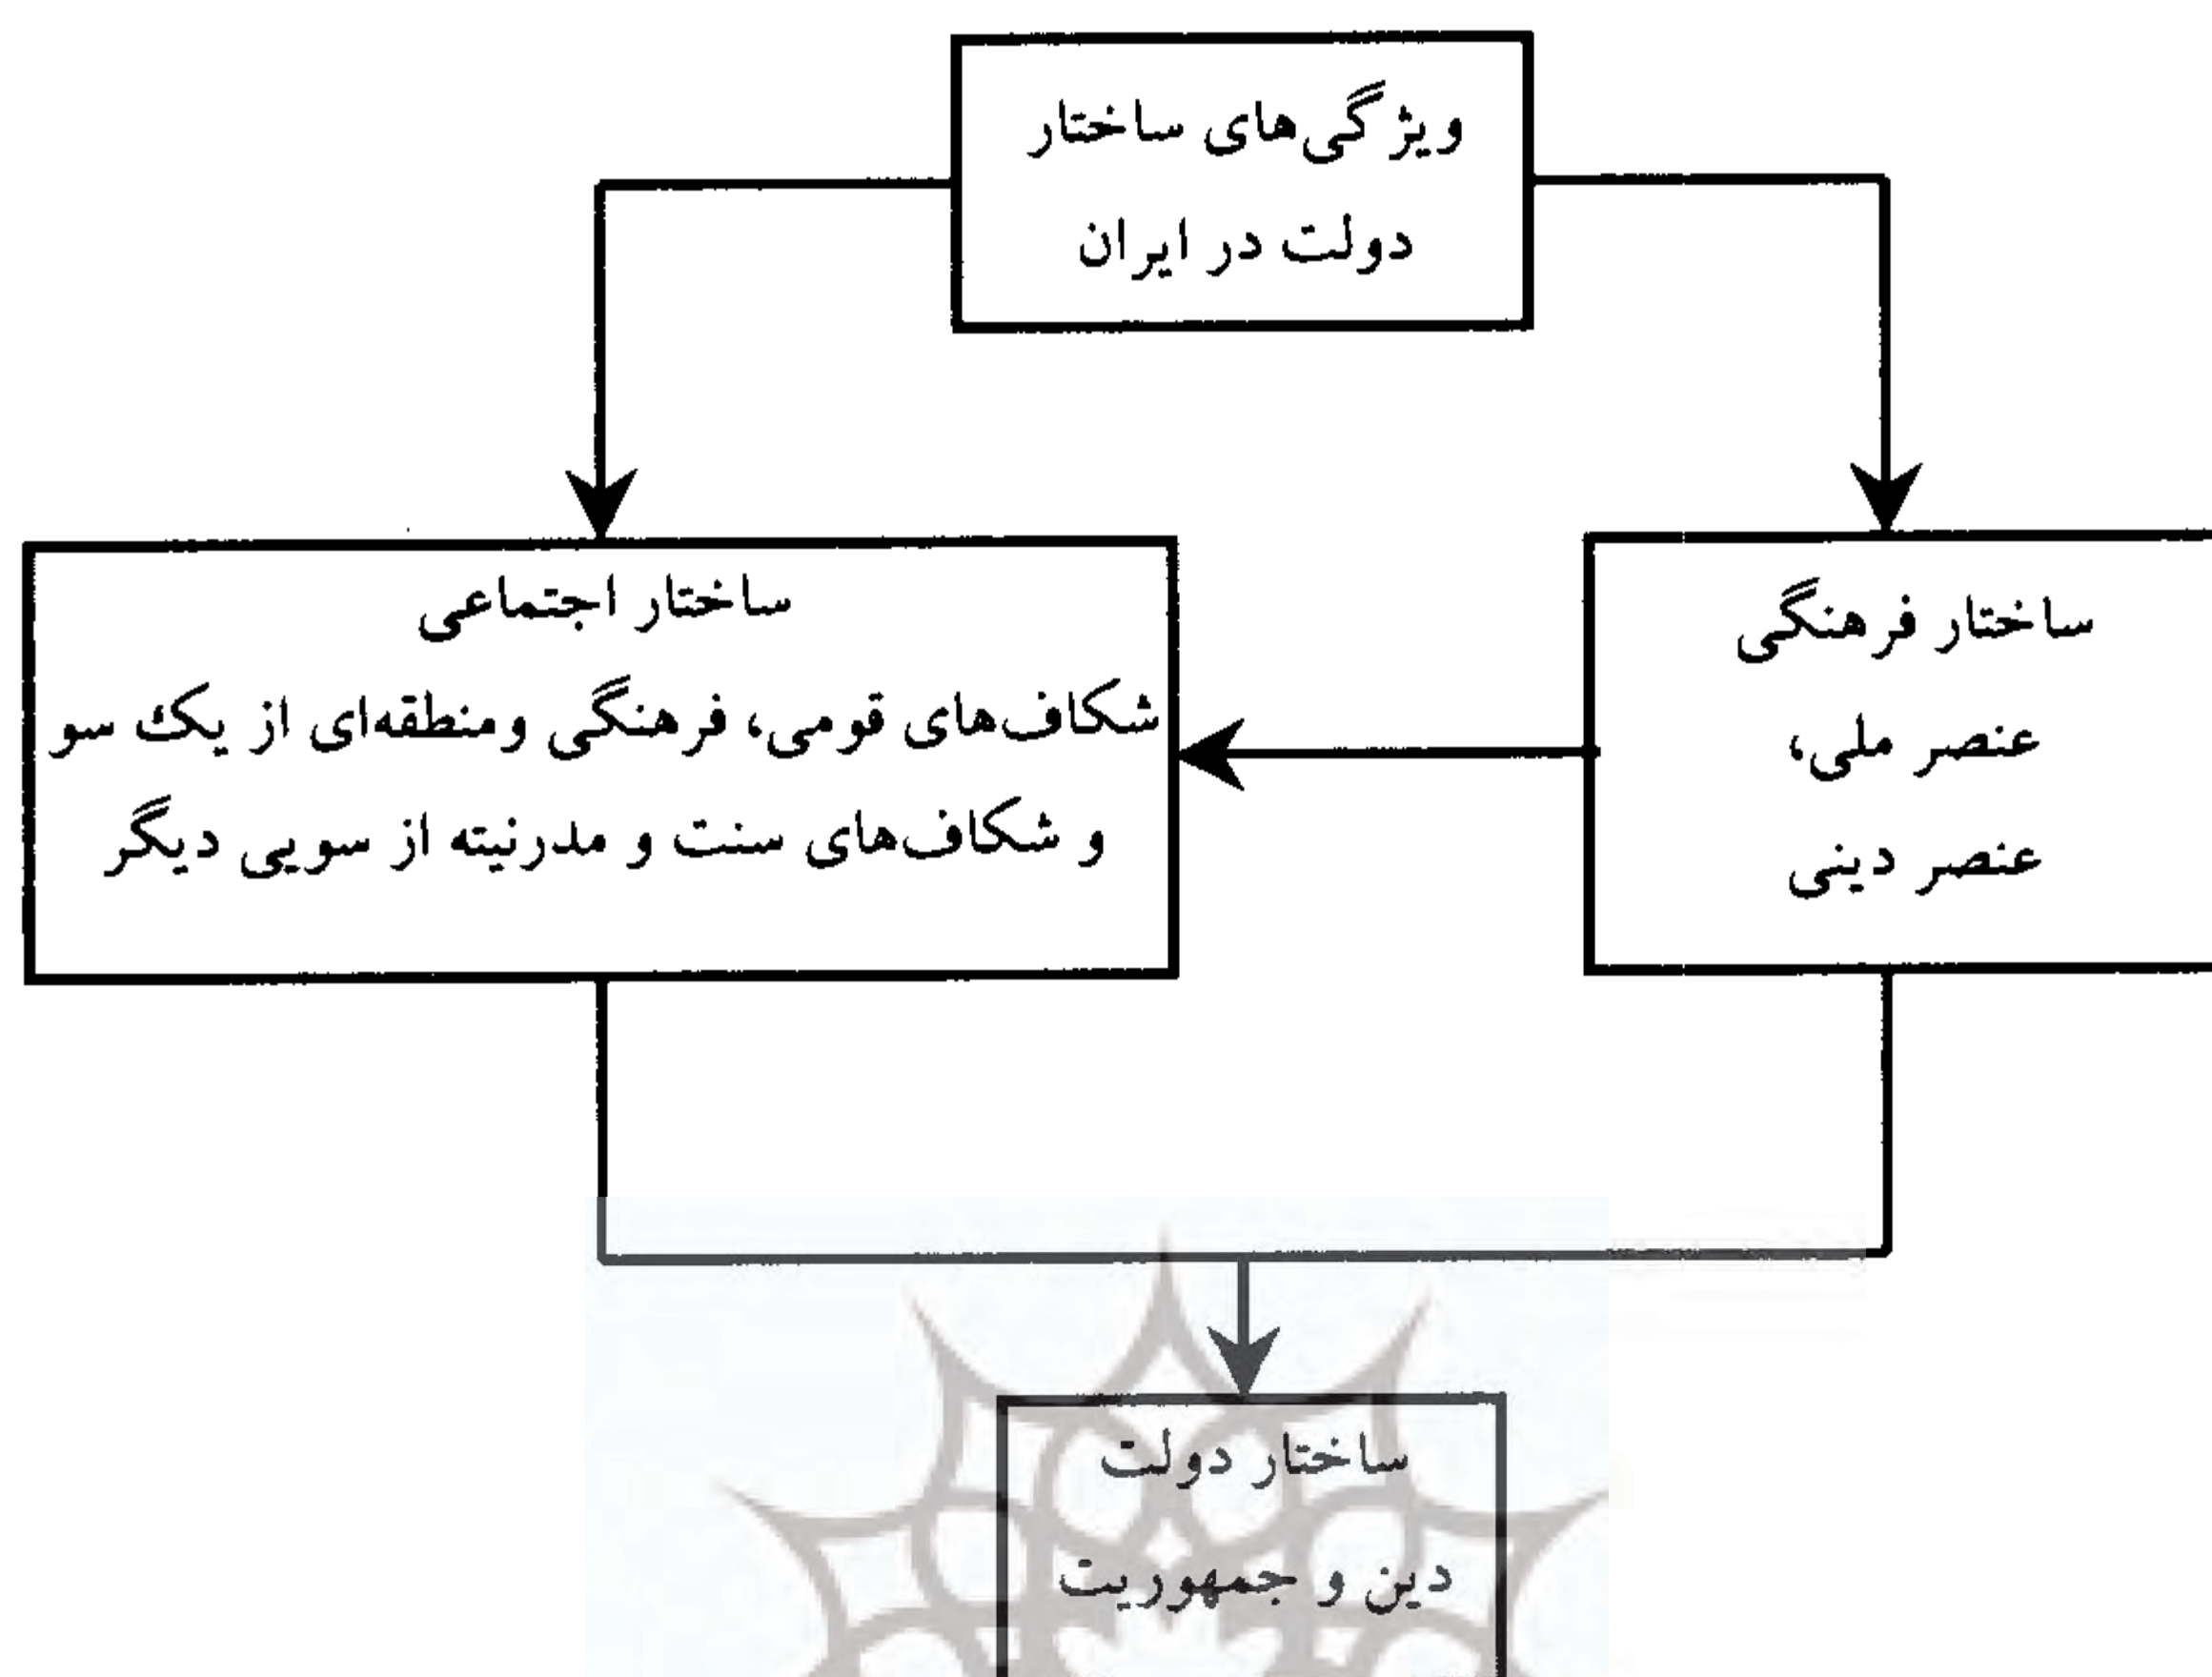 ویژگی‌های ساختار
دولت در ایران
ساختار فرهنگی
عنصر ملی،
عنصر دینی
ساختار اجتماعی
شکاف‌های قومی، فرهنگی ومنطقه‌ای از یک سو
و شکاف‌های سنت و مدرنیته از سویی دیگر
ساختار دولت
دین و جمهوریت